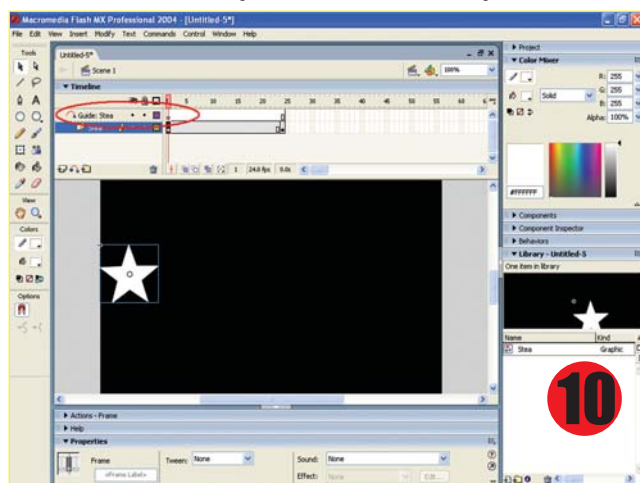 Macromedia Flash MX Professional 2004 - [Untitled-5*]
File Edit View Insert Modify Text Commands Control Window Help
Tools
Untitled-5*
Scene 1
100%
Timeline
5 10 15 20 25 30 35 40 45 50 55 60
Guide: Stea
1 24.0 fps 0.0s
View
Colors
Options
Project
Color Mixer
R: 255
Solid
G: 255
B: 255
Alpha: 100%
#FFFFFF
Components
Component Inspector
Behaviors
Library - Untitled-5
One item in library
Name Kind
Stea Graphic
10
Actions - Frame
Help
Properties
Frame
Tween: None
Sound: None
<Frame Label>
Effect: None
Edit...